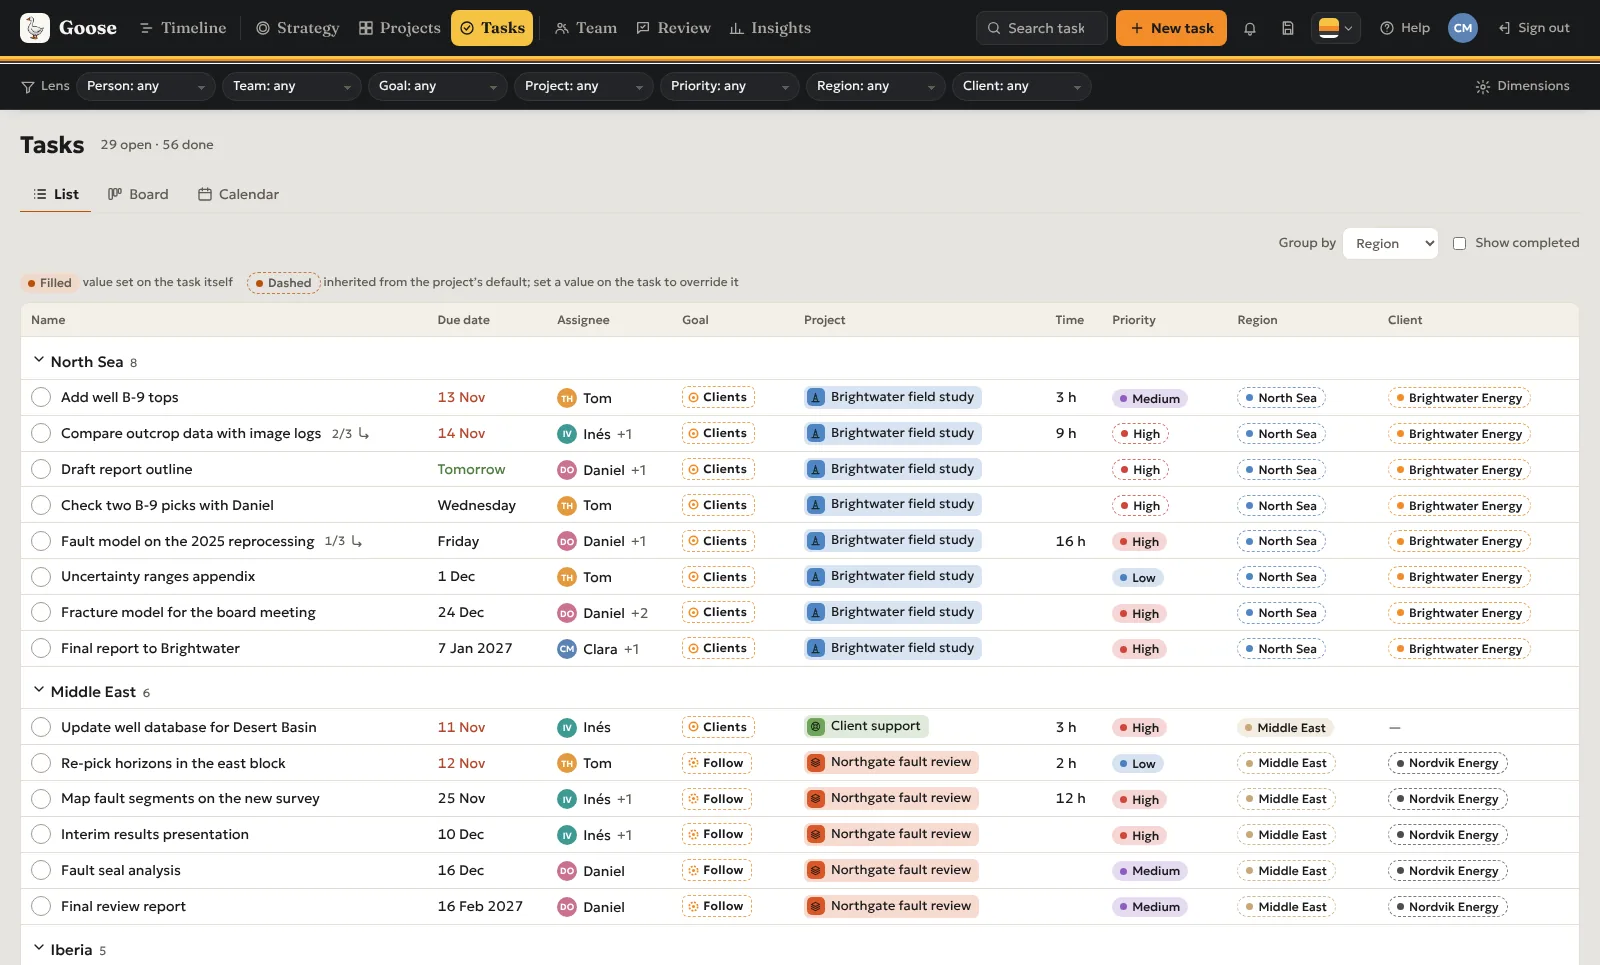 Goose Timeline Strategy Projects Tasks Team Review Insights Search task + New task Help CM Sign out
Lens Person: any Team: any Goal: any Project: any Priority: any Region: any Client: any Dimensions
Tasks 29 open · 56 done
List Board Calendar
Group by Region Show completed
Filled value set on the task itself Dashed inherited from the project's default; set a value on the task to override it
Name Due date Assignee Goal Project Time Priority Region Client
North Sea 8
Add well B-9 tops 13 Nov TH Tom Clients Brightwater field study 3 h Medium North Sea Brightwater Energy
Compare outcrop data with image logs 2/3 14 Nov IV Inés +1 Clients Brightwater field study 9 h High North Sea Brightwater Energy
Draft report outline Tomorrow DO Daniel +1 Clients Brightwater field study High North Sea Brightwater Energy
Check two B-9 picks with Daniel Wednesday TH Tom Clients Brightwater field study High North Sea Brightwater Energy
Fault model on the 2025 reprocessing 1/3 Friday DO Daniel +1 Clients Brightwater field study 16 h High North Sea Brightwater Energy
Uncertainty ranges appendix 1 Dec TH Tom Clients Brightwater field study Low North Sea Brightwater Energy
Fracture model for the board meeting 24 Dec DO Daniel +2 Clients Brightwater field study High North Sea Brightwater Energy
Final report to Brightwater 7 Jan 2027 CM Clara +1 Clients Brightwater field study High North Sea Brightwater Energy
Middle East 6
Update well database for Desert Basin 11 Nov IV Inés Clients Client support 3 h High Middle East —
Re-pick horizons in the east block 12 Nov TH Tom Follow Northgate fault review 2 h Low Middle East Nordvik Energy
Map fault segments on the new survey 25 Nov IV Inés +1 Follow Northgate fault review 12 h High Middle East Nordvik Energy
Interim results presentation 10 Dec IV Inés +1 Follow Northgate fault review High Middle East Nordvik Energy
Fault seal analysis 16 Dec DO Daniel Follow Northgate fault review Medium Middle East Nordvik Energy
Final review report 16 Feb 2027 DO Daniel Follow Northgate fault review Medium Middle East Nordvik Energy
Iberia 5